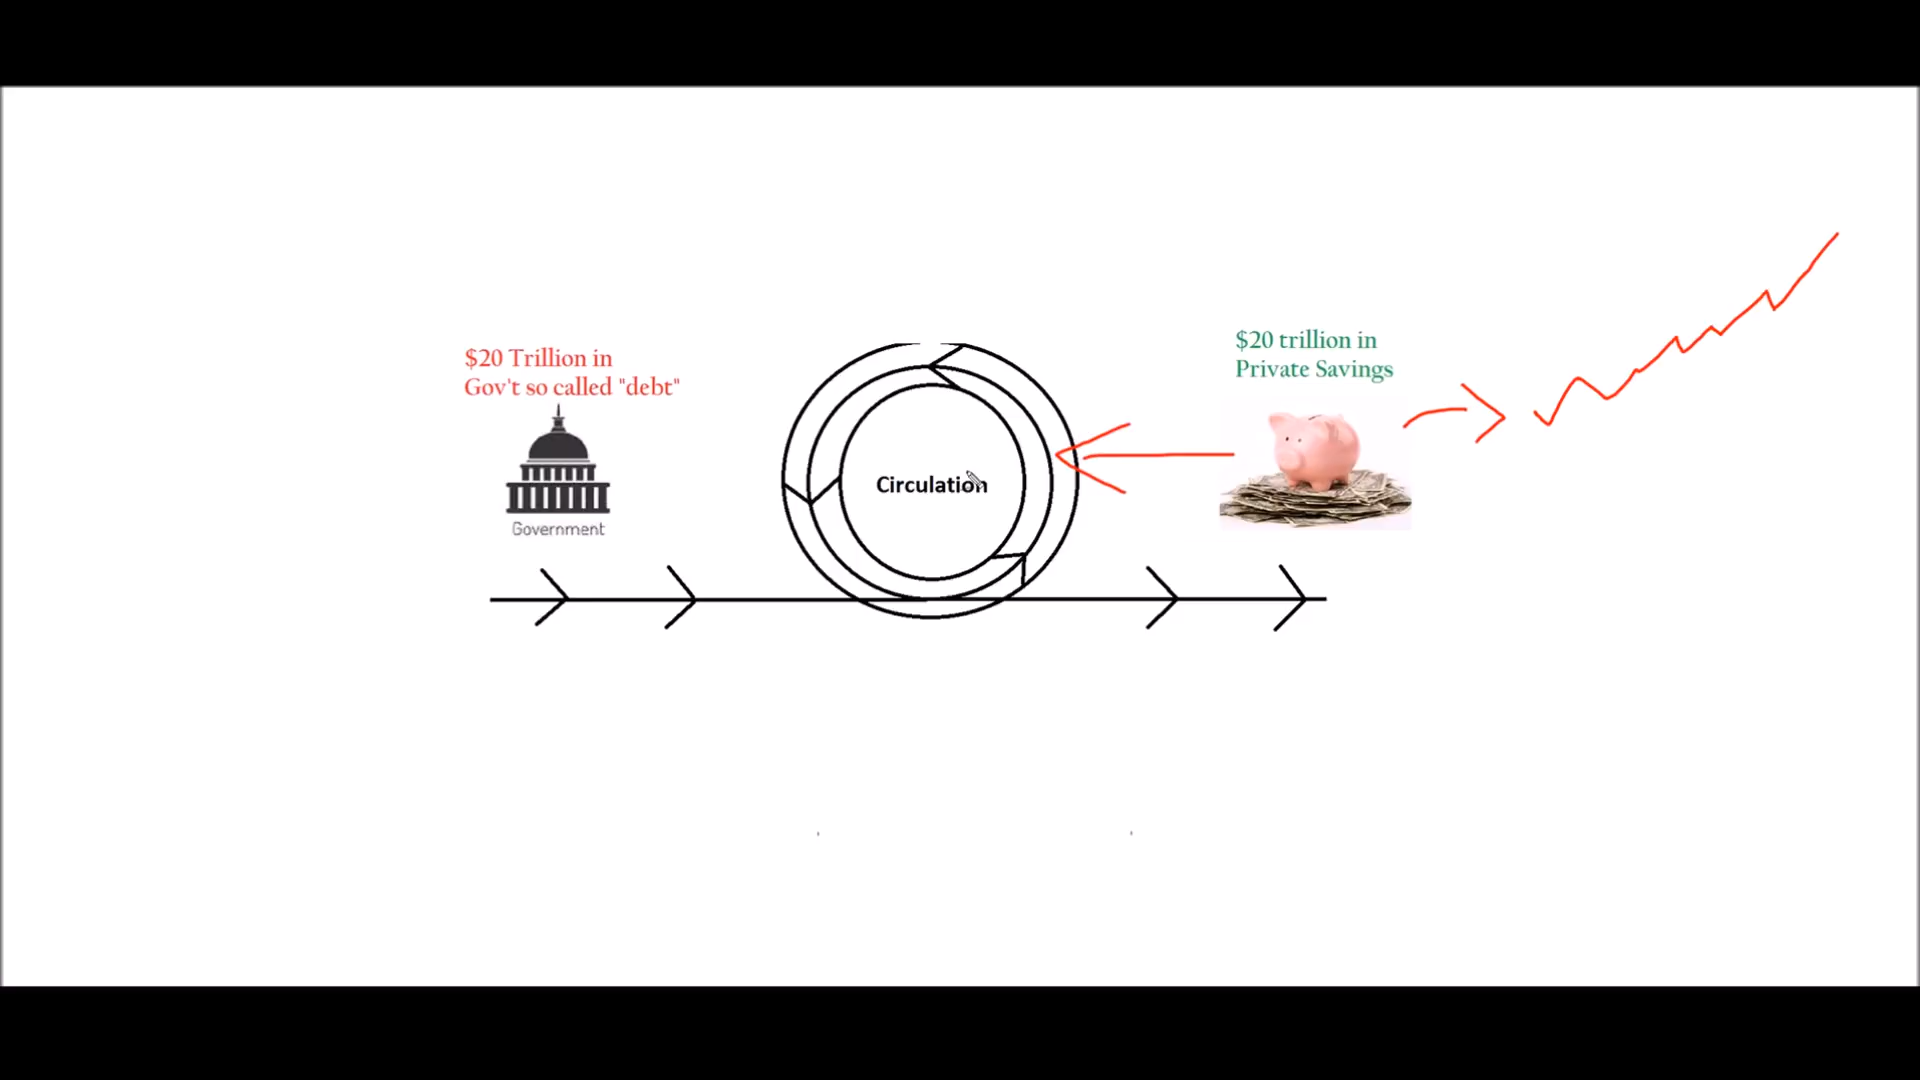 $20 Trillion in
Gov't so called "debt"
Government
Circulation
$20 trillion in
Private Savings